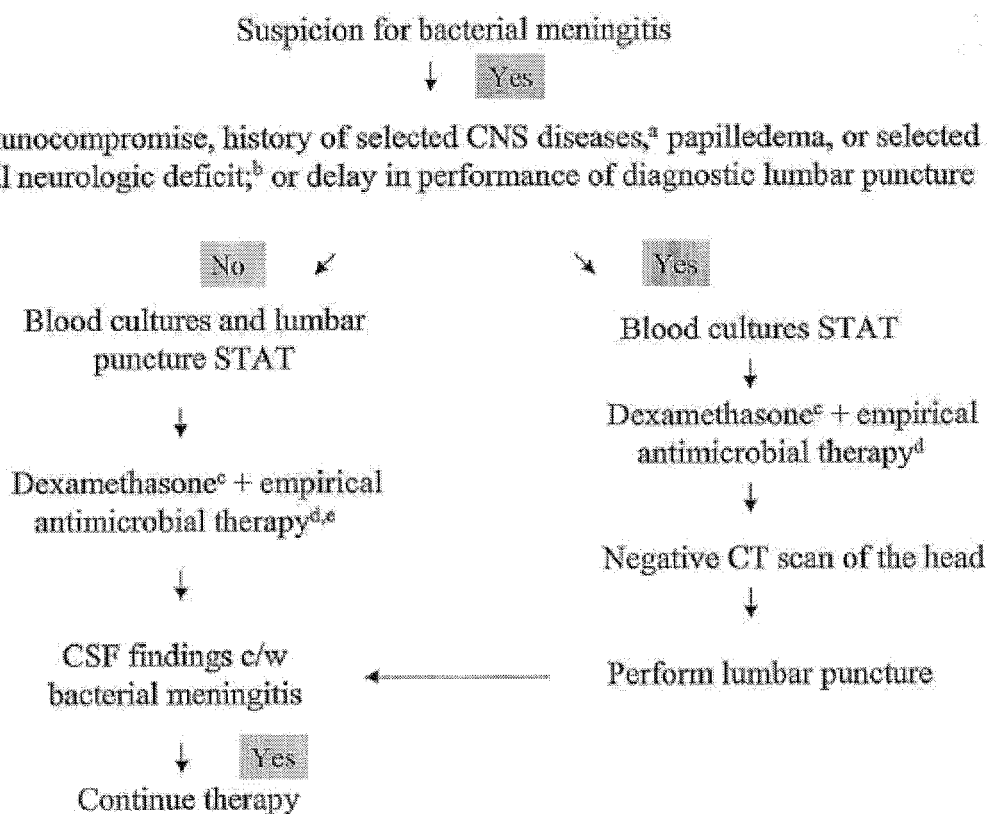 Suspicion for bacterial meningitis
Yes
unocompromise, history of selected CNS diseases,ᵃ papilledema, or selected
l neurologic deficit;ᵇ or delay in performance of diagnostic lumbar puncture
No
Yes
Blood cultures and lumbar
puncture STAT
Blood cultures STAT
Dexamethasoneᶜ + empirical
antimicrobial therapyᵈ
Dexamethasoneᶜ + empirical
antimicrobial therapyᵈ,ᵉ
Negative CT scan of the head
CSF findings c/w
bacterial meningitis
Perform lumbar puncture
Yes
Continue therapy